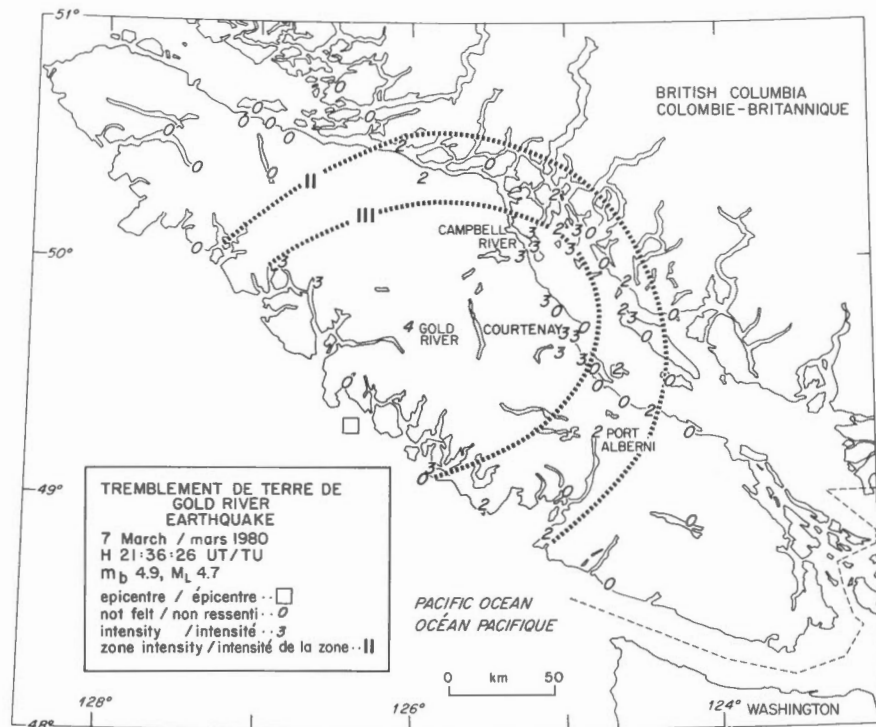 51°
50°
49°
48°
128°
126°
124°
BRITISH COLUMBIA
COLOMBIE-BRITANNIQUE
II
III
CAMPBELL
RIVER
4 GOLD
RIVER
COURTENAY
PORT
ALBERNI
TREMBLEMENT DE TERRE DE
GOLD RIVER
EARTHQUAKE
7 March / mars 1980
H 21:36:26 UT/TU
mb 4.9, ML 4.7
epicentre / épicentre ·· □
not felt / non ressenti ·· 0
intensity / intensité ·· 3
zone intensity / intensité de la zone ·· II
PACIFIC OCEAN
OCÉAN PACIFIQUE
0 km 50
WASHINGTON